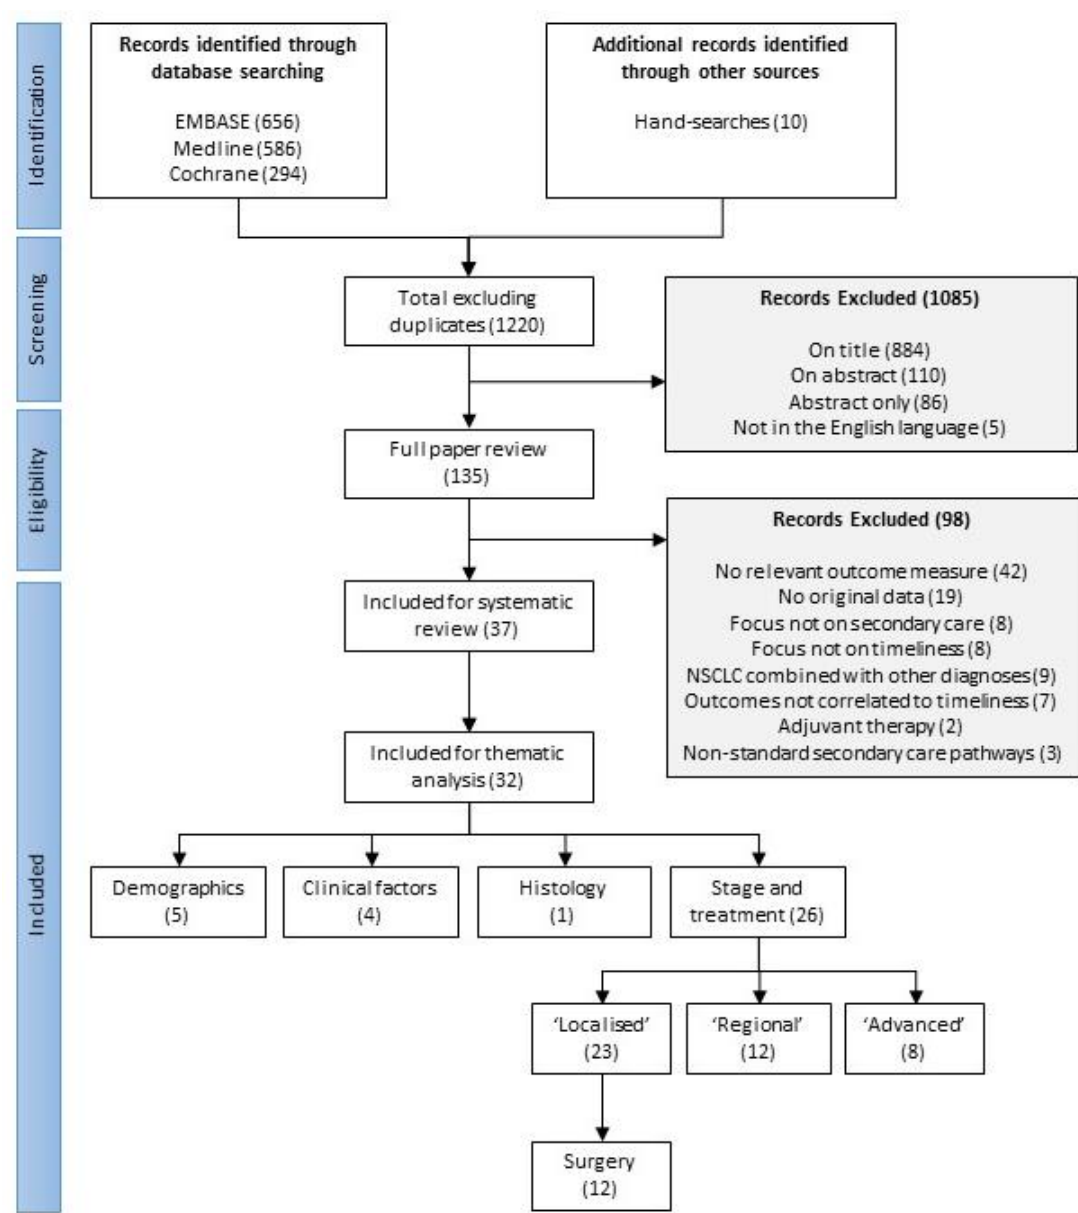 Identification
Records identified through
database searching
EMBASE (656)
Medline (586)
Cochrane (294)
Additional records identified
through other sources
Hand-searches (10)
Screening
Total excluding
duplicates (1220)
Records Excluded (1085)
On title (884)
On abstract (110)
Abstract only (86)
Not in the English language (5)
Eligibility
Full paper review
(135)
Records Excluded (98)
No relevant outcome measure (42)
No original data (19)
Focus not on secondary care (8)
Focus not on timeliness (8)
NSCLC combined with other diagnoses (9)
Outcomes not correlated to timeliness (7)
Adjuvant therapy (2)
Non-standard secondary care pathways (3)
Included
Included for systematic
review (37)
Included for thematic
analysis (32)
Demographics
(5)
Clinical factors
(4)
Histology
(1)
Stage and
treatment (26)
‘Localised’
(23)
‘Regional’
(12)
‘Advanced’
(8)
Surgery
(12)